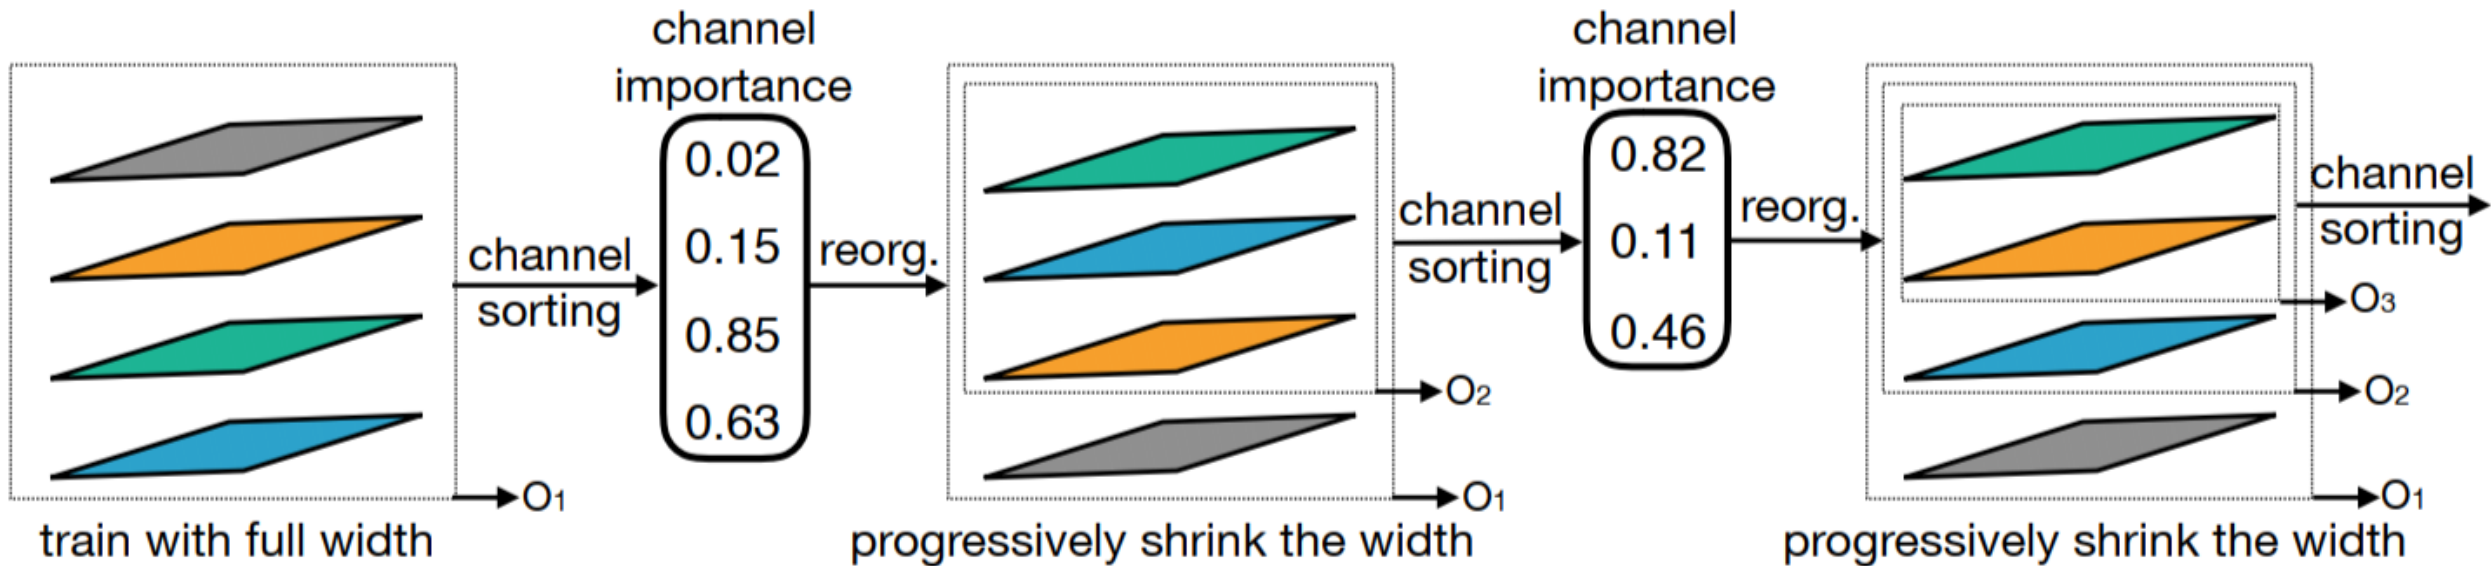 train with full width
O1
channel
sorting
channel
importance
0.02
0.15
0.85
0.63
reorg.
O2
O1
progressively shrink the width
channel
sorting
channel
importance
0.82
0.11
0.46
reorg.
O3
O2
O1
progressively shrink the width
channel
sorting